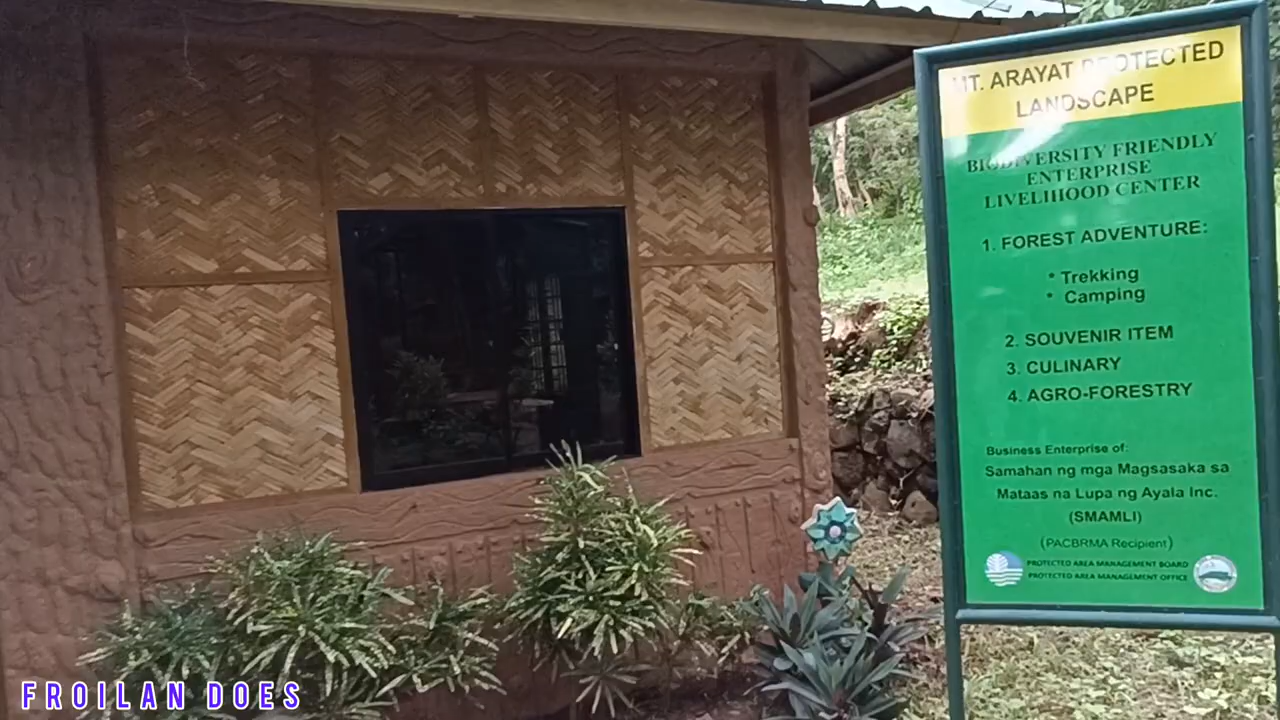 MT. ARAYAT PROTECTED
LANDSCAPE
BIODIVERSITY FRIENDLY
ENTERPRISE
LIVELIHOOD CENTER
1. FOREST ADVENTURE:
* Trekking
* Camping
2. SOUVENIR ITEM
3. CULINARY
4. AGRO-FORESTRY
Business Enterprise of:
Samahan ng mga Magsasaka sa
Mataas na Lupa ng Ayala Inc.
(SMAMLI)
(PACBRMA Recipient)
PROTECTED AREA MANAGEMENT BOARD
PROTECTED AREA MANAGEMENT OFFICE
FROILAN DOES